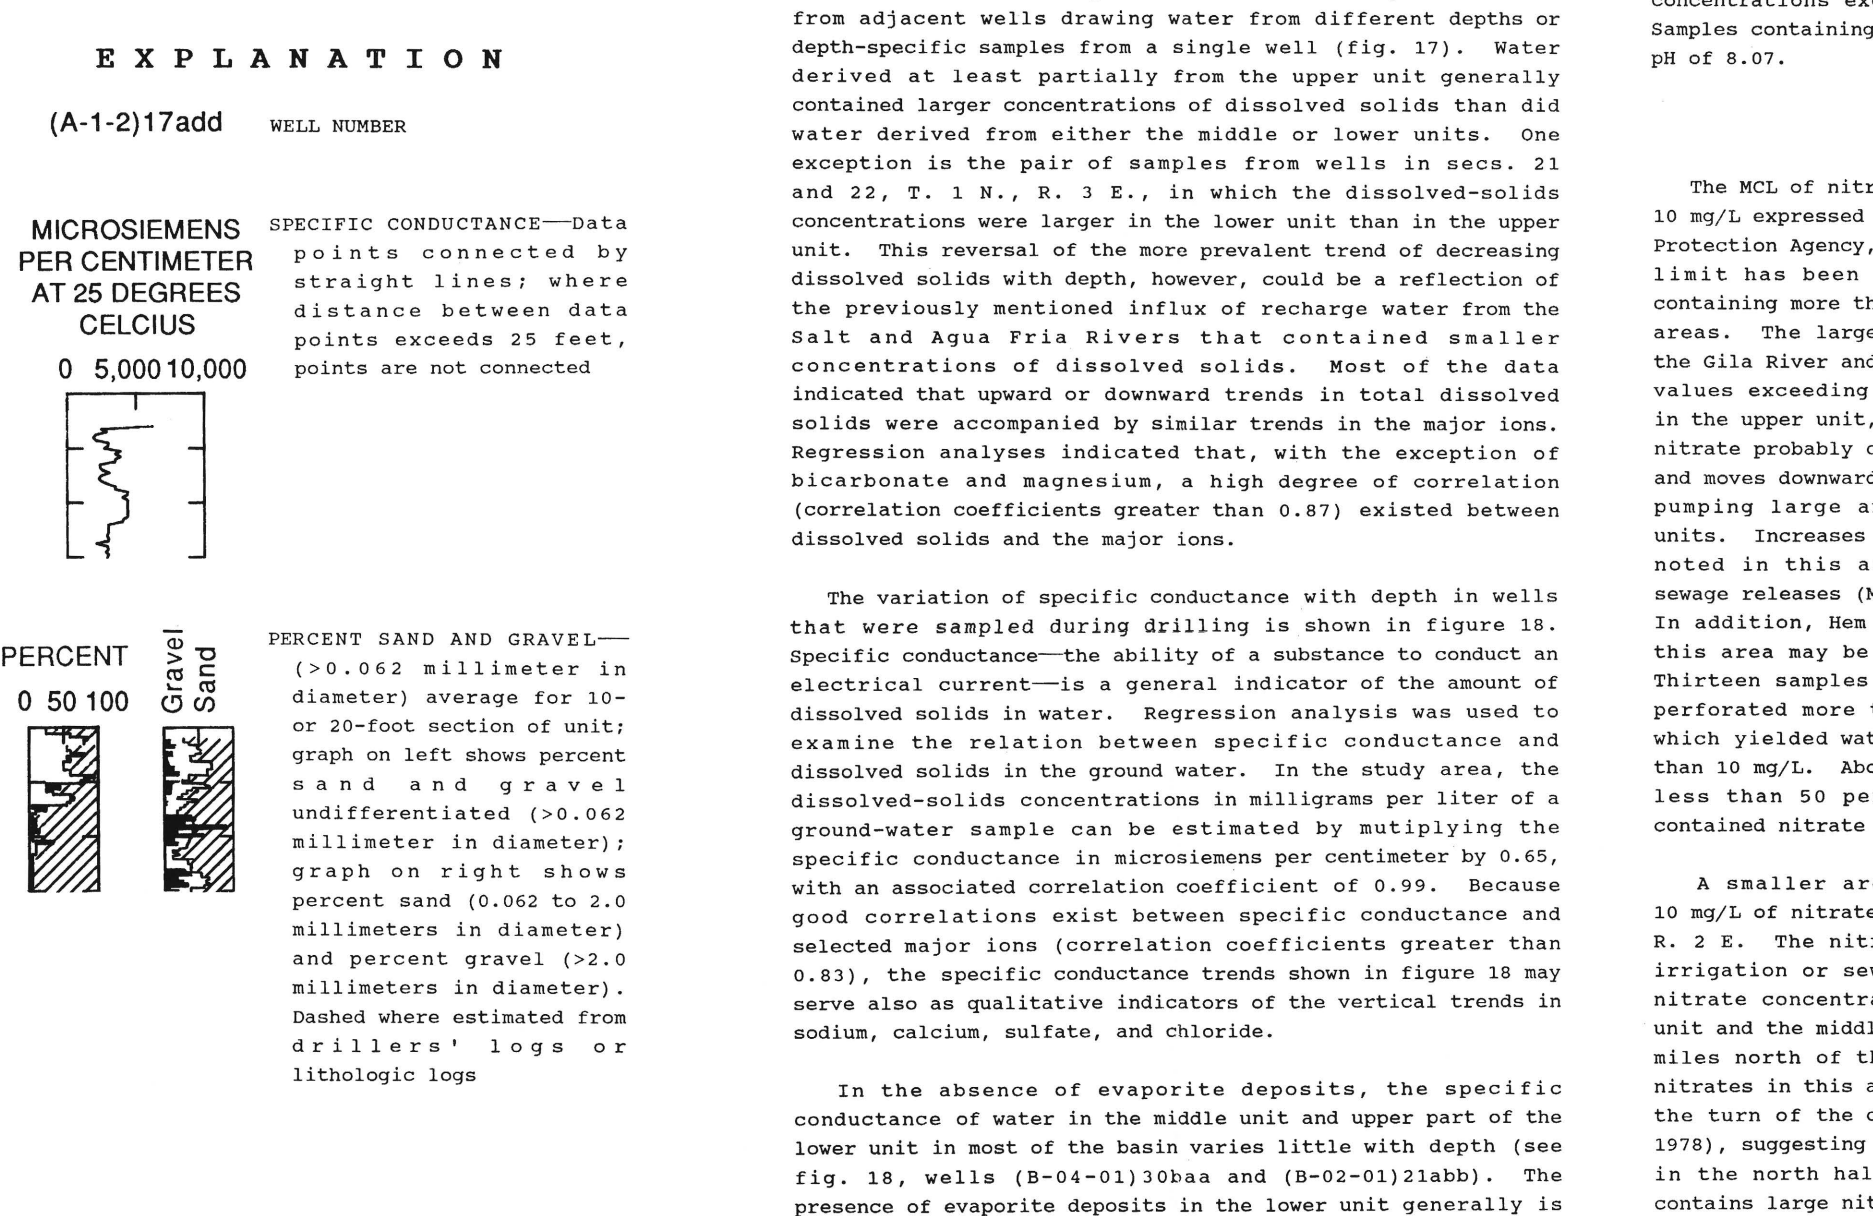 E X P L A N A T I O N
(A-1-2)17add WELL NUMBER
MICROSIEMENS
PER CENTIMETER
AT 25 DEGREES
CELCIUS
0 5,000 10,000
SPECIFIC CONDUCTANCE—Data
points connected by
straight lines; where
distance between data
points exceeds 25 feet,
points are not connected
PERCENT
0 50 100
Gravel
Sand
PERCENT SAND AND GRAVEL—
(>0.062 millimeter in
diameter) average for 10-
or 20-foot section of unit;
graph on left shows percent
sand and gravel
undifferentiated (>0.062
millimeter in diameter);
graph on right shows
percent sand (0.062 to 2.0
millimeters in diameter)
and percent gravel (>2.0
millimeters in diameter).
Dashed where estimated from
drillers' logs or
lithologic logs
from adjacent wells drawing water from different depths or
depth-specific samples from a single well (fig. 17). Water
derived at least partially from the upper unit generally
contained larger concentrations of dissolved solids than did
water derived from either the middle or lower units. One
exception is the pair of samples from wells in secs. 21
and 22, T. 1 N., R. 3 E., in which the dissolved-solids
concentrations were larger in the lower unit than in the upper
unit. This reversal of the more prevalent trend of decreasing
dissolved solids with depth, however, could be a reflection of
the previously mentioned influx of recharge water from the
Salt and Agua Fria Rivers that contained smaller
concentrations of dissolved solids. Most of the data
indicated that upward or downward trends in total dissolved
solids were accompanied by similar trends in the major ions.
Regression analyses indicated that, with the exception of
bicarbonate and magnesium, a high degree of correlation
(correlation coefficients greater than 0.87) existed between
dissolved solids and the major ions.
The variation of specific conductance with depth in wells
that were sampled during drilling is shown in figure 18.
Specific conductance—the ability of a substance to conduct an
electrical current—is a general indicator of the amount of
dissolved solids in water. Regression analysis was used to
examine the relation between specific conductance and
dissolved solids in the ground water. In the study area, the
dissolved-solids concentrations in milligrams per liter of a
ground-water sample can be estimated by mutiplying the
specific conductance in microsiemens per centimeter by 0.65,
with an associated correlation coefficient of 0.99. Because
good correlations exist between specific conductance and
selected major ions (correlation coefficients greater than
0.83), the specific conductance trends shown in figure 18 may
serve also as qualitative indicators of the vertical trends in
sodium, calcium, sulfate, and chloride.
In the absence of evaporite deposits, the specific
conductance of water in the middle unit and upper part of the
lower unit in most of the basin varies little with depth (see
fig. 18, wells (B-04-01)30baa and (B-02-01)21abb). The
presence of evaporite deposits in the lower unit generally is
Samples containing
pH of 8.07.
The MCL of
10 mg/L expressed
Protection Agency,
limit has been
containing more
areas. The
the Gila River
values exceeding
in the upper unit,
nitrate probably
and moves
pumping large
units. Increases
noted in this
sewage releases
In addition, Hem
this area may be
Thirteen samples
perforated more
which yielded
than 10 mg/L.
less than 50
contained nitrate
A smaller
10 mg/L of
R. 2 E. The
irrigation or
nitrate
unit and the
miles north of
nitrates in this
the turn of the
1978), suggesting
in the north
contains large